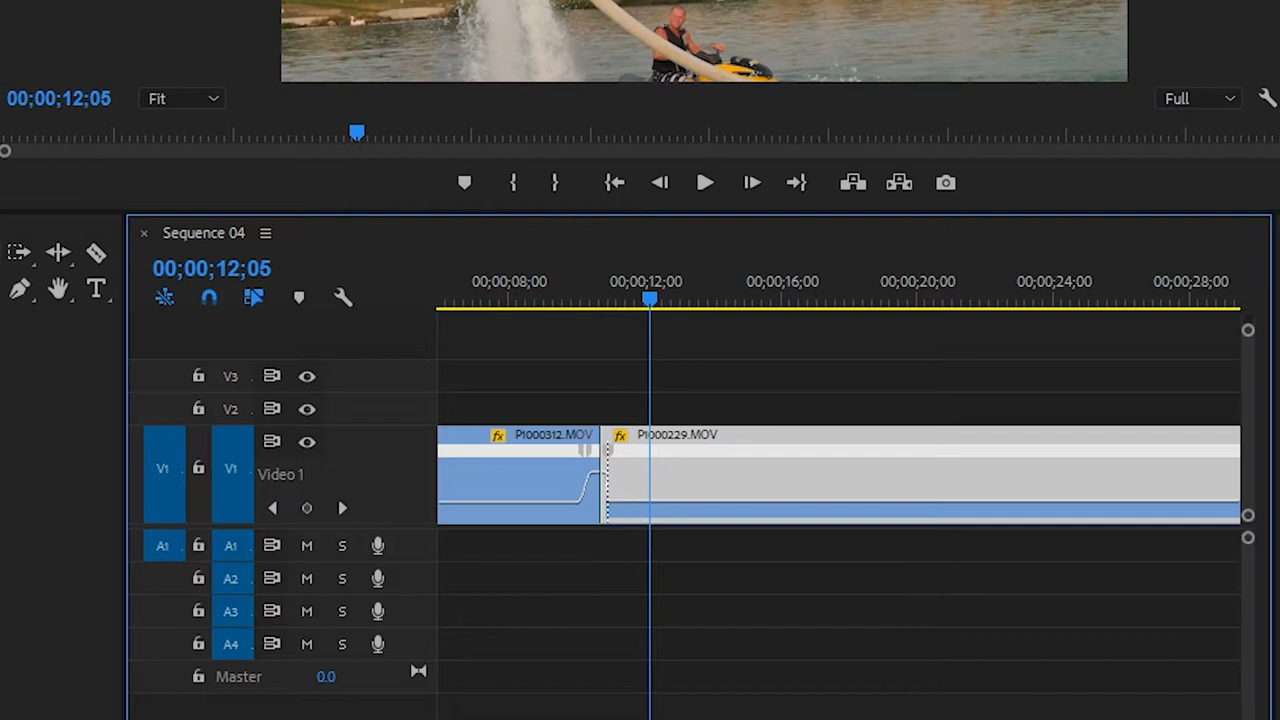 00;00;12;05 Fit Full
Sequence 04
00;00;12;05
00;00;08;00 00;00;12;00 00;00;16;00 00;00;20;00 00;00;24;00 00;00;28;00
V3
V2
fx P1000312.MOV fx P1000229.MOV
V1 V1 Video 1
A1 A1 M S
A2 M S
A3 M S
A4 M S
Master 0.0